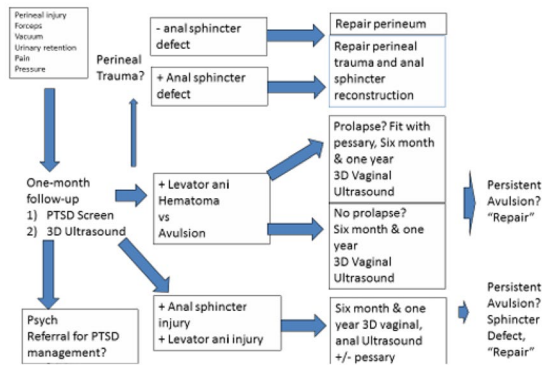 Perineal injury
Forceps
Vacuum
Urinary retention
Pain
Pressure
Perineal
Trauma?
- anal sphincter
defect
Repair perineum
+ Anal sphincter
defect
Repair perineal
trauma and anal
sphincter
reconstruction
One-month
follow-up
1) PTSD Screen
2) 3D Ultrasound
+ Levator ani
Hematoma
vs
Avulsion
Prolapse? Fit with
pessary, Six month
& one year
3D Vaginal
Ultrasound
No prolapse?
Six month & one
year
3D Vaginal
Ultrasound
Persistent
Avulsion?
"Repair"
Psych
Referral for PTSD
management?
+ Anal sphincter
injury
+ Levator ani injury
Six month & one
year 3D vaginal,
anal Ultrasound
+/- pessary
Persistent
Avulsion?
Sphincter
Defect,
"Repair"